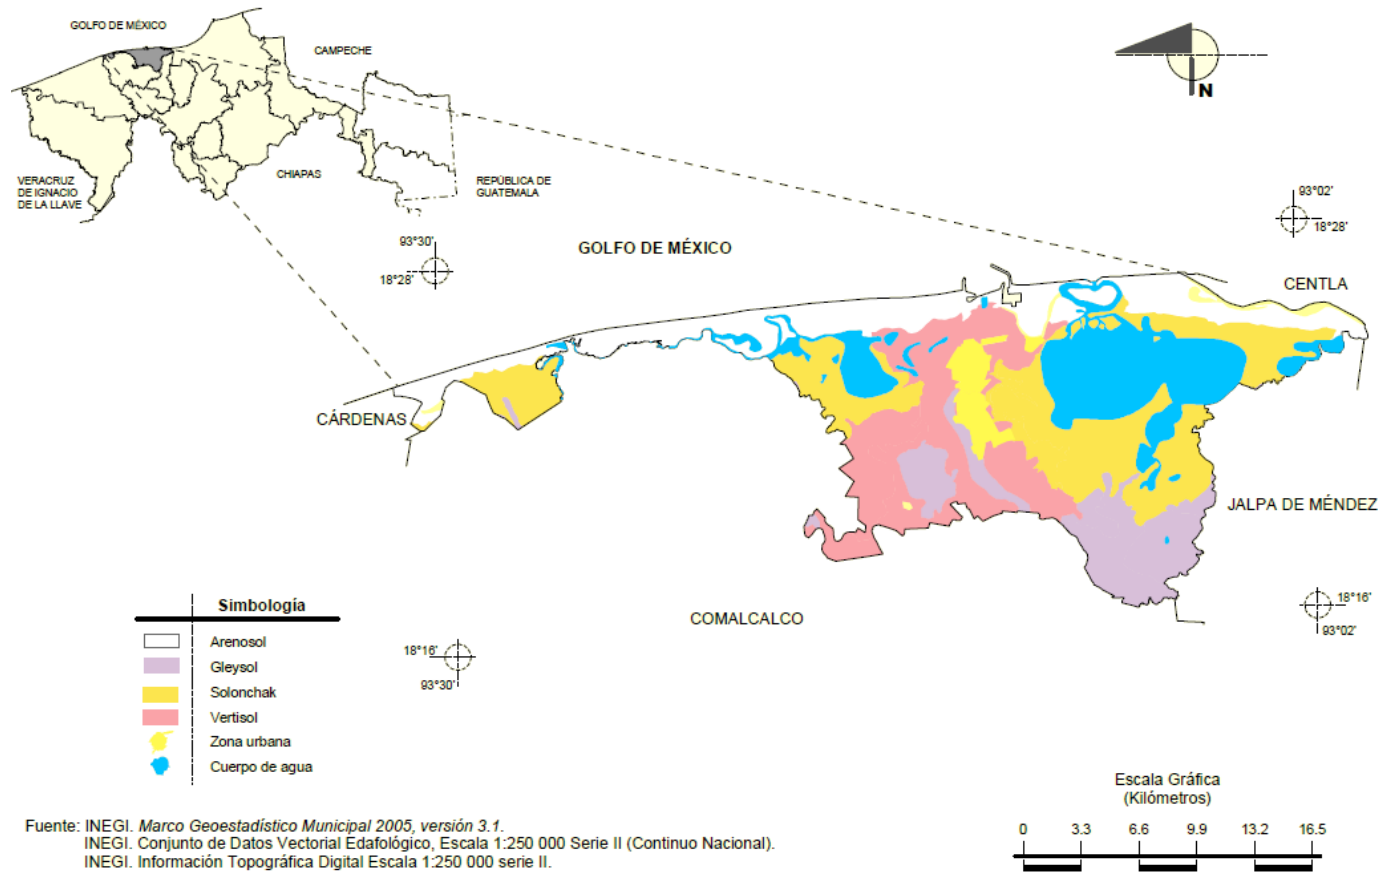 GOLFO DE MÉXICO
CAMPECHE
CHIAPAS
VERACRUZ
DE IGNACIO
DE LA LLAVE
REPÚBLICA DE
GUATEMALA
N
93°02'
18°28'
93°30'
18°28'
GOLFO DE MÉXICO
CENTLA
CÁRDENAS
JALPA DE MÉNDEZ
COMALCALCO
18°16'
93°02'
18°16'
93°30'
Simbología
Arenosol
Gleysol
Solonchak
Vertisol
Zona urbana
Cuerpo de agua
Escala Gráfica
(Kilómetros)
0 3.3 6.6 9.9 13.2 16.5
Fuente: INEGI. Marco Geoestadístico Municipal 2005, versión 3.1.
INEGI. Conjunto de Datos Vectorial Edafológico, Escala 1:250 000 Serie II (Continuo Nacional).
INEGI. Información Topográfica Digital Escala 1:250 000 serie II.